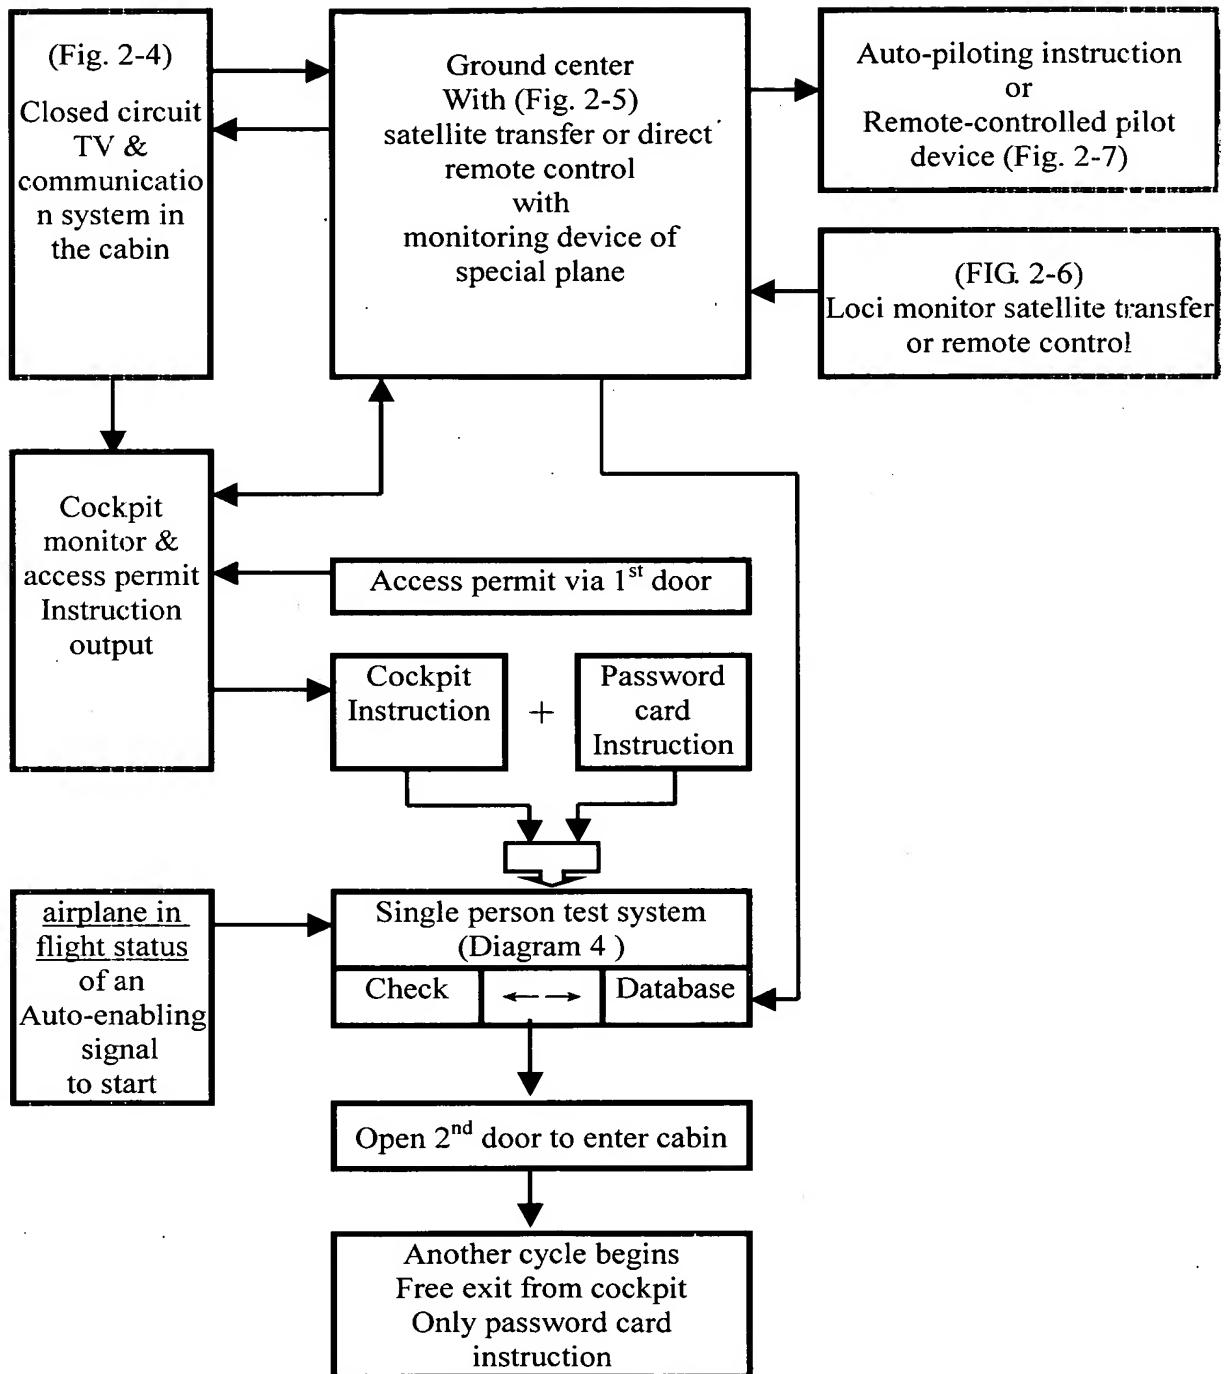 (Fig. 2-4)
Closed circuit
TV &
communicatio
n system in
the cabin
Ground center
With (Fig. 2-5)
satellite transfer or direct
remote control
with
monitoring device of
special plane
Auto-piloting instruction
or
Remote-controlled pilot
device (Fig. 2-7)
(FIG. 2-6)
Loci monitor satellite transfer
or remote control
Cockpit
monitor &
access permit
Instruction
output
Access permit via 1st door
Cockpit
Instruction
+
Password
card
Instruction
airplane in
flight status
of an
Auto-enabling
signal
to start
Single person test system
(Diagram 4 )
Check
Database
Open 2nd door to enter cabin
Another cycle begins
Free exit from cockpit
Only password card
instruction